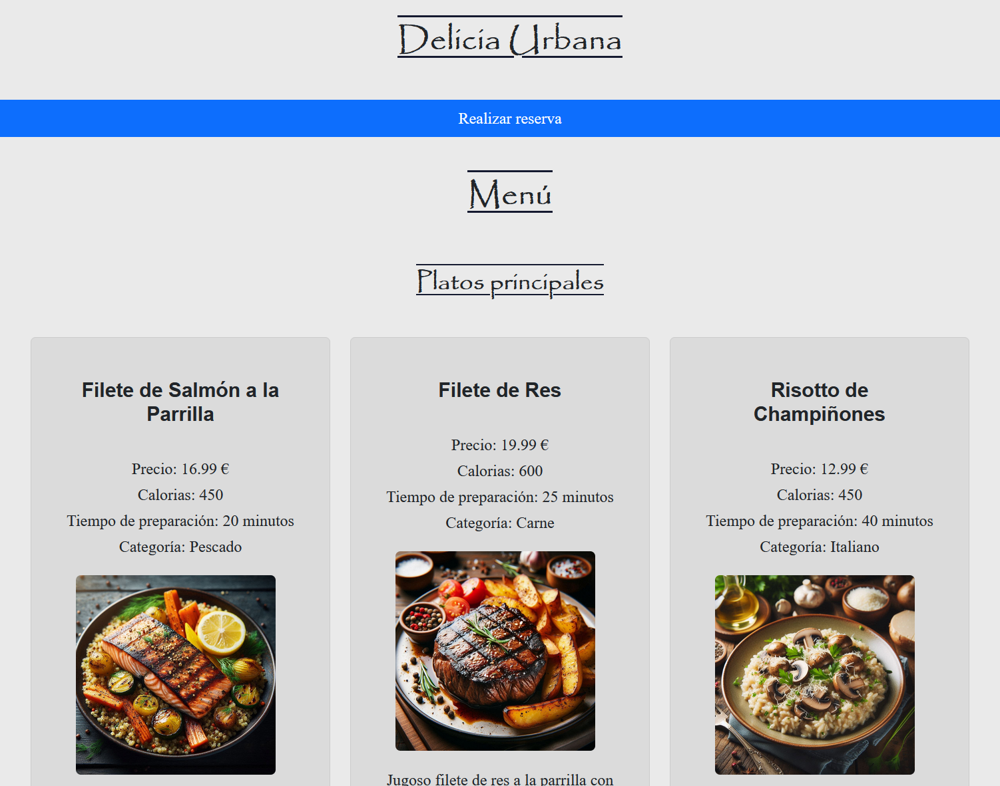 Delicia Urbana
Realizar reserva
Menú
Platos principales
Filete de Salmón a la
Parrilla
Precio: 16.99 €
Calorias: 450
Tiempo de preparación: 20 minutos
Categoría: Pescado
Filete de Res
Precio: 19.99 €
Calorias: 600
Tiempo de preparación: 25 minutos
Categoría: Carne
Jugoso filete de res a la parrilla con
Risotto de
Champiñones
Precio: 12.99 €
Calorias: 450
Tiempo de preparación: 40 minutos
Categoría: Italiano